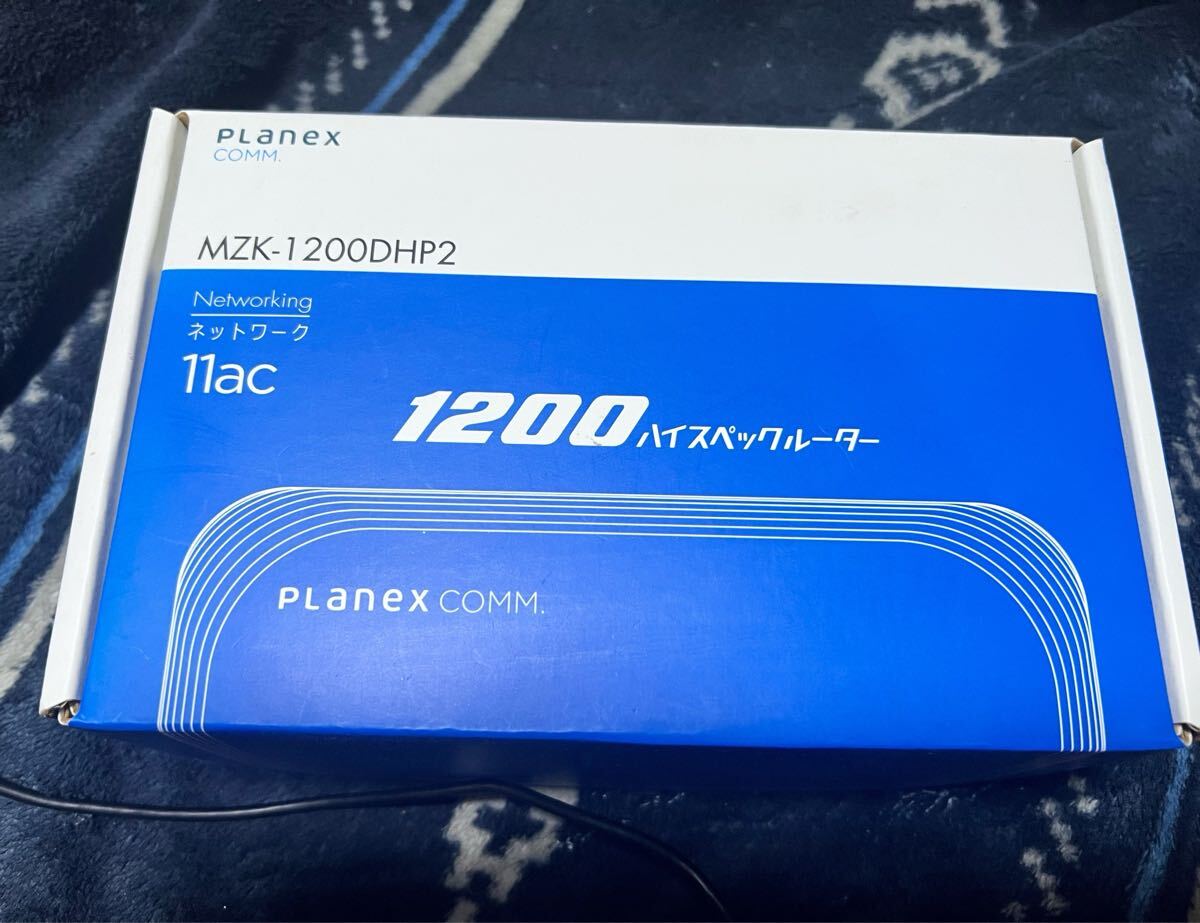 PLANEX
COMM.
MZK-1200DHP2
Networking
ネットワーク
11ac
1200ハイスペックルーター
PLANEX COMM.